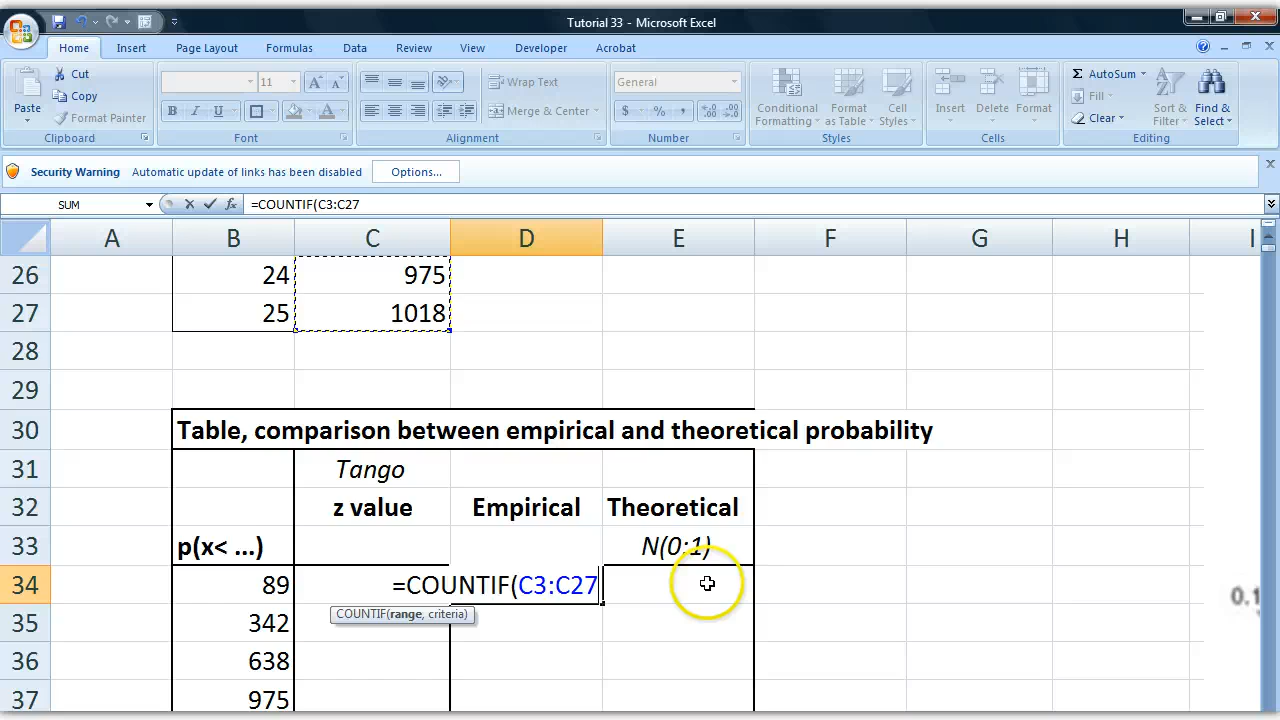 Tutorial 33 - Microsoft Excel
Home Insert Page Layout Formulas Data Review View Developer Acrobat
Paste Cut Copy Format Painter
11 A A Wrap Text General AutoSum
B I U A Merge & Center $ % Conditional Formatting Format as Table Cell Styles Insert Delete Format Fill Clear Sort & Filter Find & Select
Clipboard Font Alignment Number Styles Cells Editing
Security Warning Automatic update of links has been disabled Options...
SUM fx =COUNTIF(C3:C27
A B C D E F G H I
26 24 975
27 25 1018
28
29
30 Table, comparison between empirical and theoretical probability
31 Tango
32 z value Empirical Theoretical
33 p(x< ...) N(0:1)
34 89 =COUNTIF(C3:C27
COUNTIF(range, criteria)
35 342
36 638
37 975